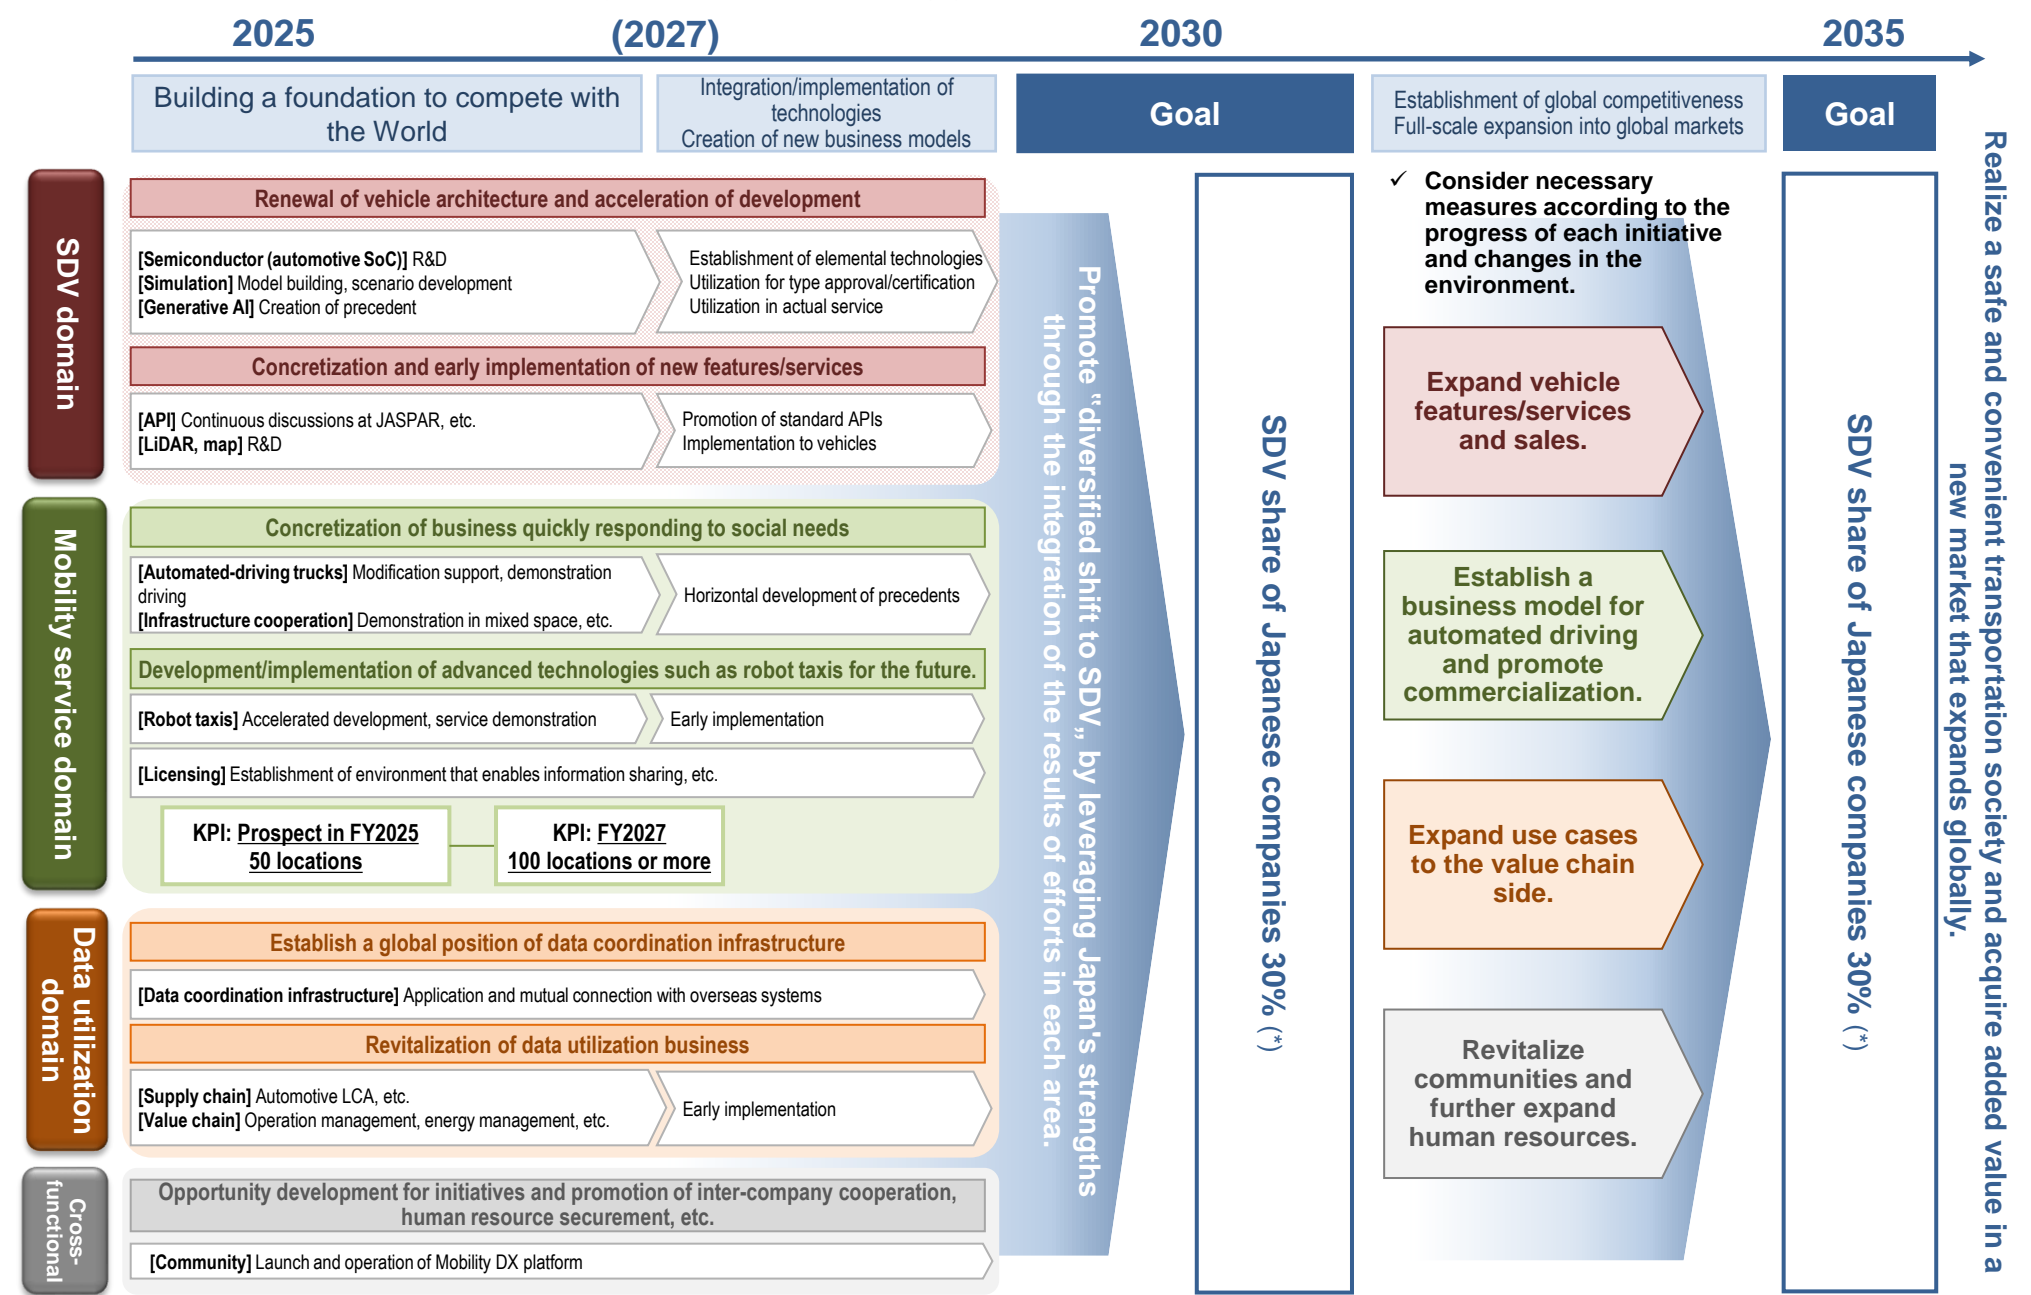 2025
(2027)
2030
2035
Building a foundation to compete with
the World
Integration/implementation of
technologies
Creation of new business models
Goal
Establishment of global competitiveness
Full-scale expansion into global markets
Goal
SDV domain
Renewal of vehicle architecture and acceleration of development
[Semiconductor (automotive SoC)] R&D
[Simulation] Model building, scenario development
[Generative AI] Creation of precedent
Establishment of elemental technologies
Utilization for type approval/certification
Utilization in actual service
Concretization and early implementation of new features/services
[API] Continuous discussions at JASPAR, etc.
[LiDAR, map] R&D
Promotion of standard APIs
Implementation to vehicles
Mobility service domain
Concretization of business quickly responding to social needs
[Automated-driving trucks] Modification support, demonstration
driving
[Infrastructure cooperation] Demonstration in mixed space, etc.
Horizontal development of precedents
Development/implementation of advanced technologies such as robot taxis for the future.
[Robot taxis] Accelerated development, service demonstration
Early implementation
[Licensing] Establishment of environment that enables information sharing, etc.
KPI: Prospect in FY2025
50 locations
KPI: FY2027
100 locations or more
Data utilization
domain
Establish a global position of data coordination infrastructure
[Data coordination infrastructure] Application and mutual connection with overseas systems
Revitalization of data utilization business
[Supply chain] Automotive LCA, etc.
[Value chain] Operation management, energy management, etc.
Early implementation
Cross-
functional
Opportunity development for initiatives and promotion of inter-company cooperation,
human resource securement, etc.
[Community] Launch and operation of Mobility DX platform
Promote "diversified shift to SDV„ by leveraging Japan's strengths
through the integration of the results of efforts in each area.
SDV share of Japanese companies 30% (*)
✓ Consider necessary
measures according to the
progress of each initiative
and changes in the
environment.
Expand vehicle
features/services
and sales.
Establish a
business model for
automated driving
and promote
commercialization.
Expand use cases
to the value chain
side.
Revitalize
communities and
further expand
human resources.
SDV share of Japanese companies 30% (*)
Realize a safe and convenient transportation society and acquire added value in a
new market that expands globally.